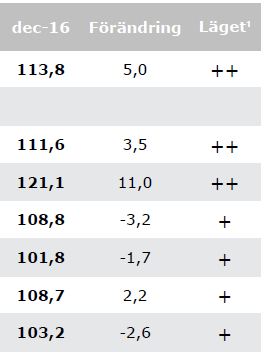 dec-16 Förändring Läget¹
113,8 5,0 ++
111,6 3,5 ++
121,1 11,0 ++
108,8 -3,2 +
101,8 -1,7 +
108,7 2,2 +
103,2 -2,6 +